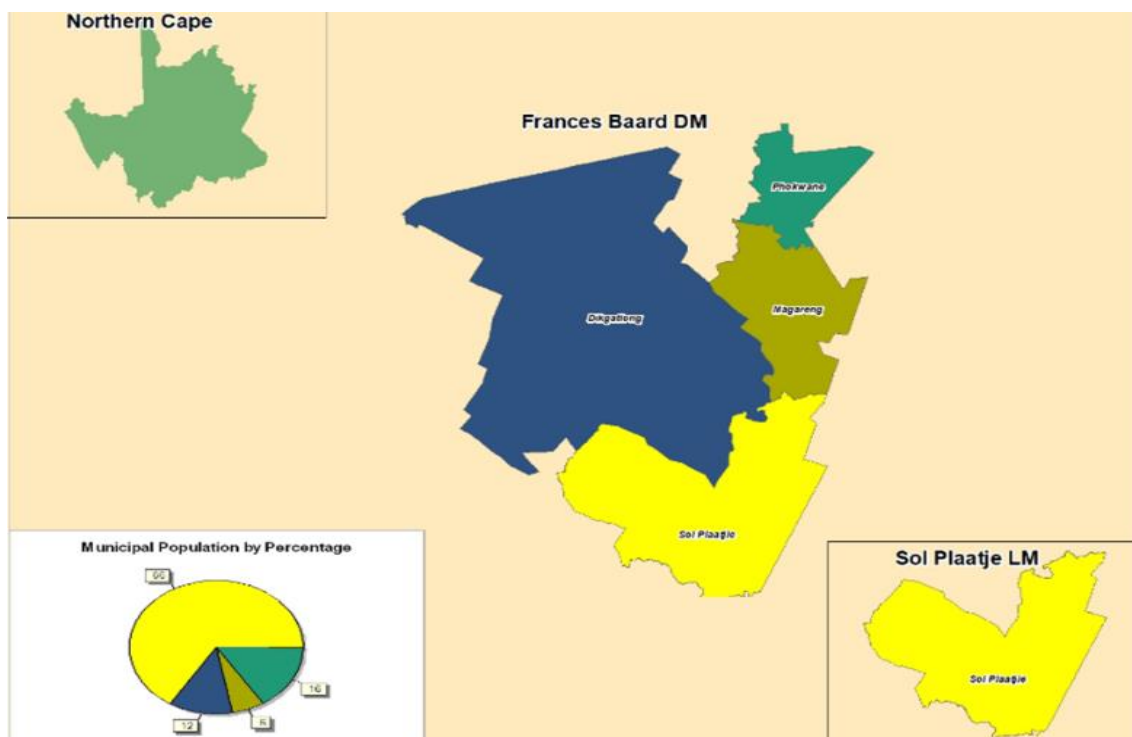 Northern Cape
Frances Baard DM
Phokwane
Magareng
Dikgatlong
Sol Plaatje
Municipal Population by Percentage
66
16
12
6
Sol Plaatje LM
Sol Plaatje